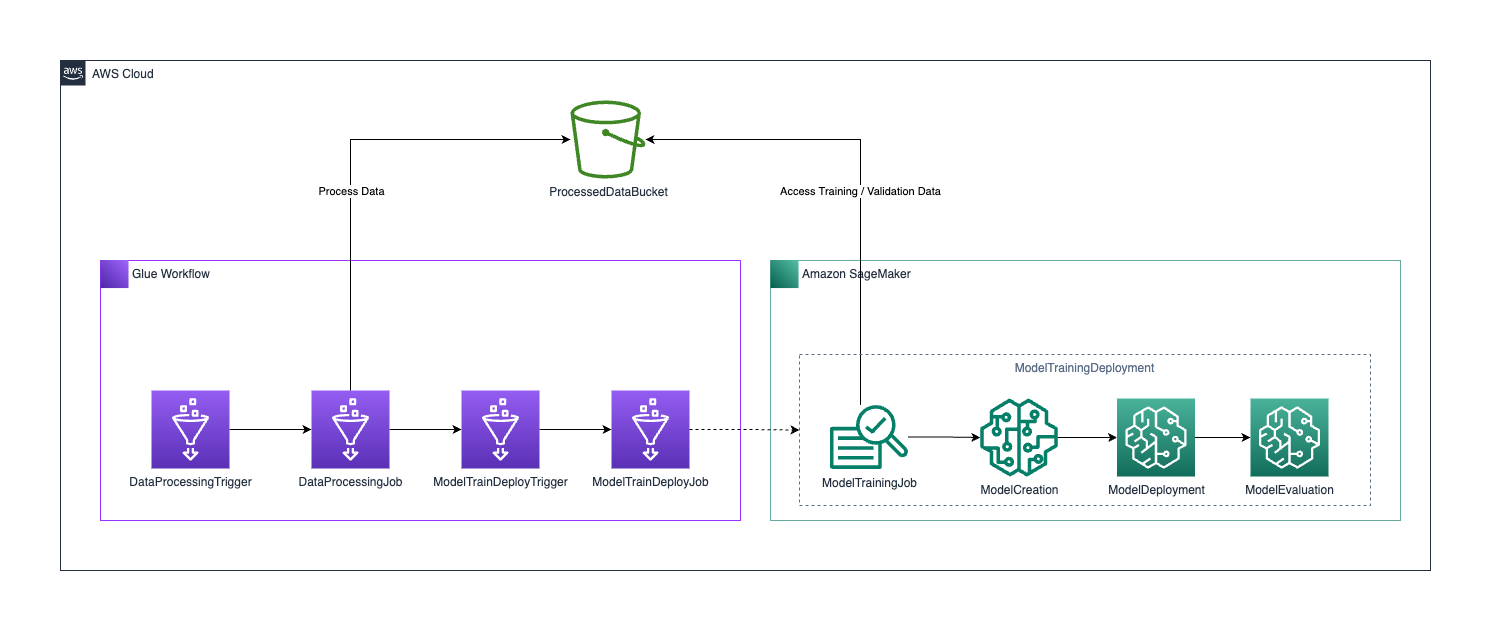 aws
AWS Cloud
ProcessedDataBucket
Process Data
Access Training / Validation Data
Glue Workflow
DataProcessingTrigger
DataProcessingJob
ModelTrainDeployTrigger
ModelTrainDeployJob
Amazon SageMaker
ModelTrainingDeployment
ModelTrainingJob
ModelCreation
ModelDeployment
ModelEvaluation